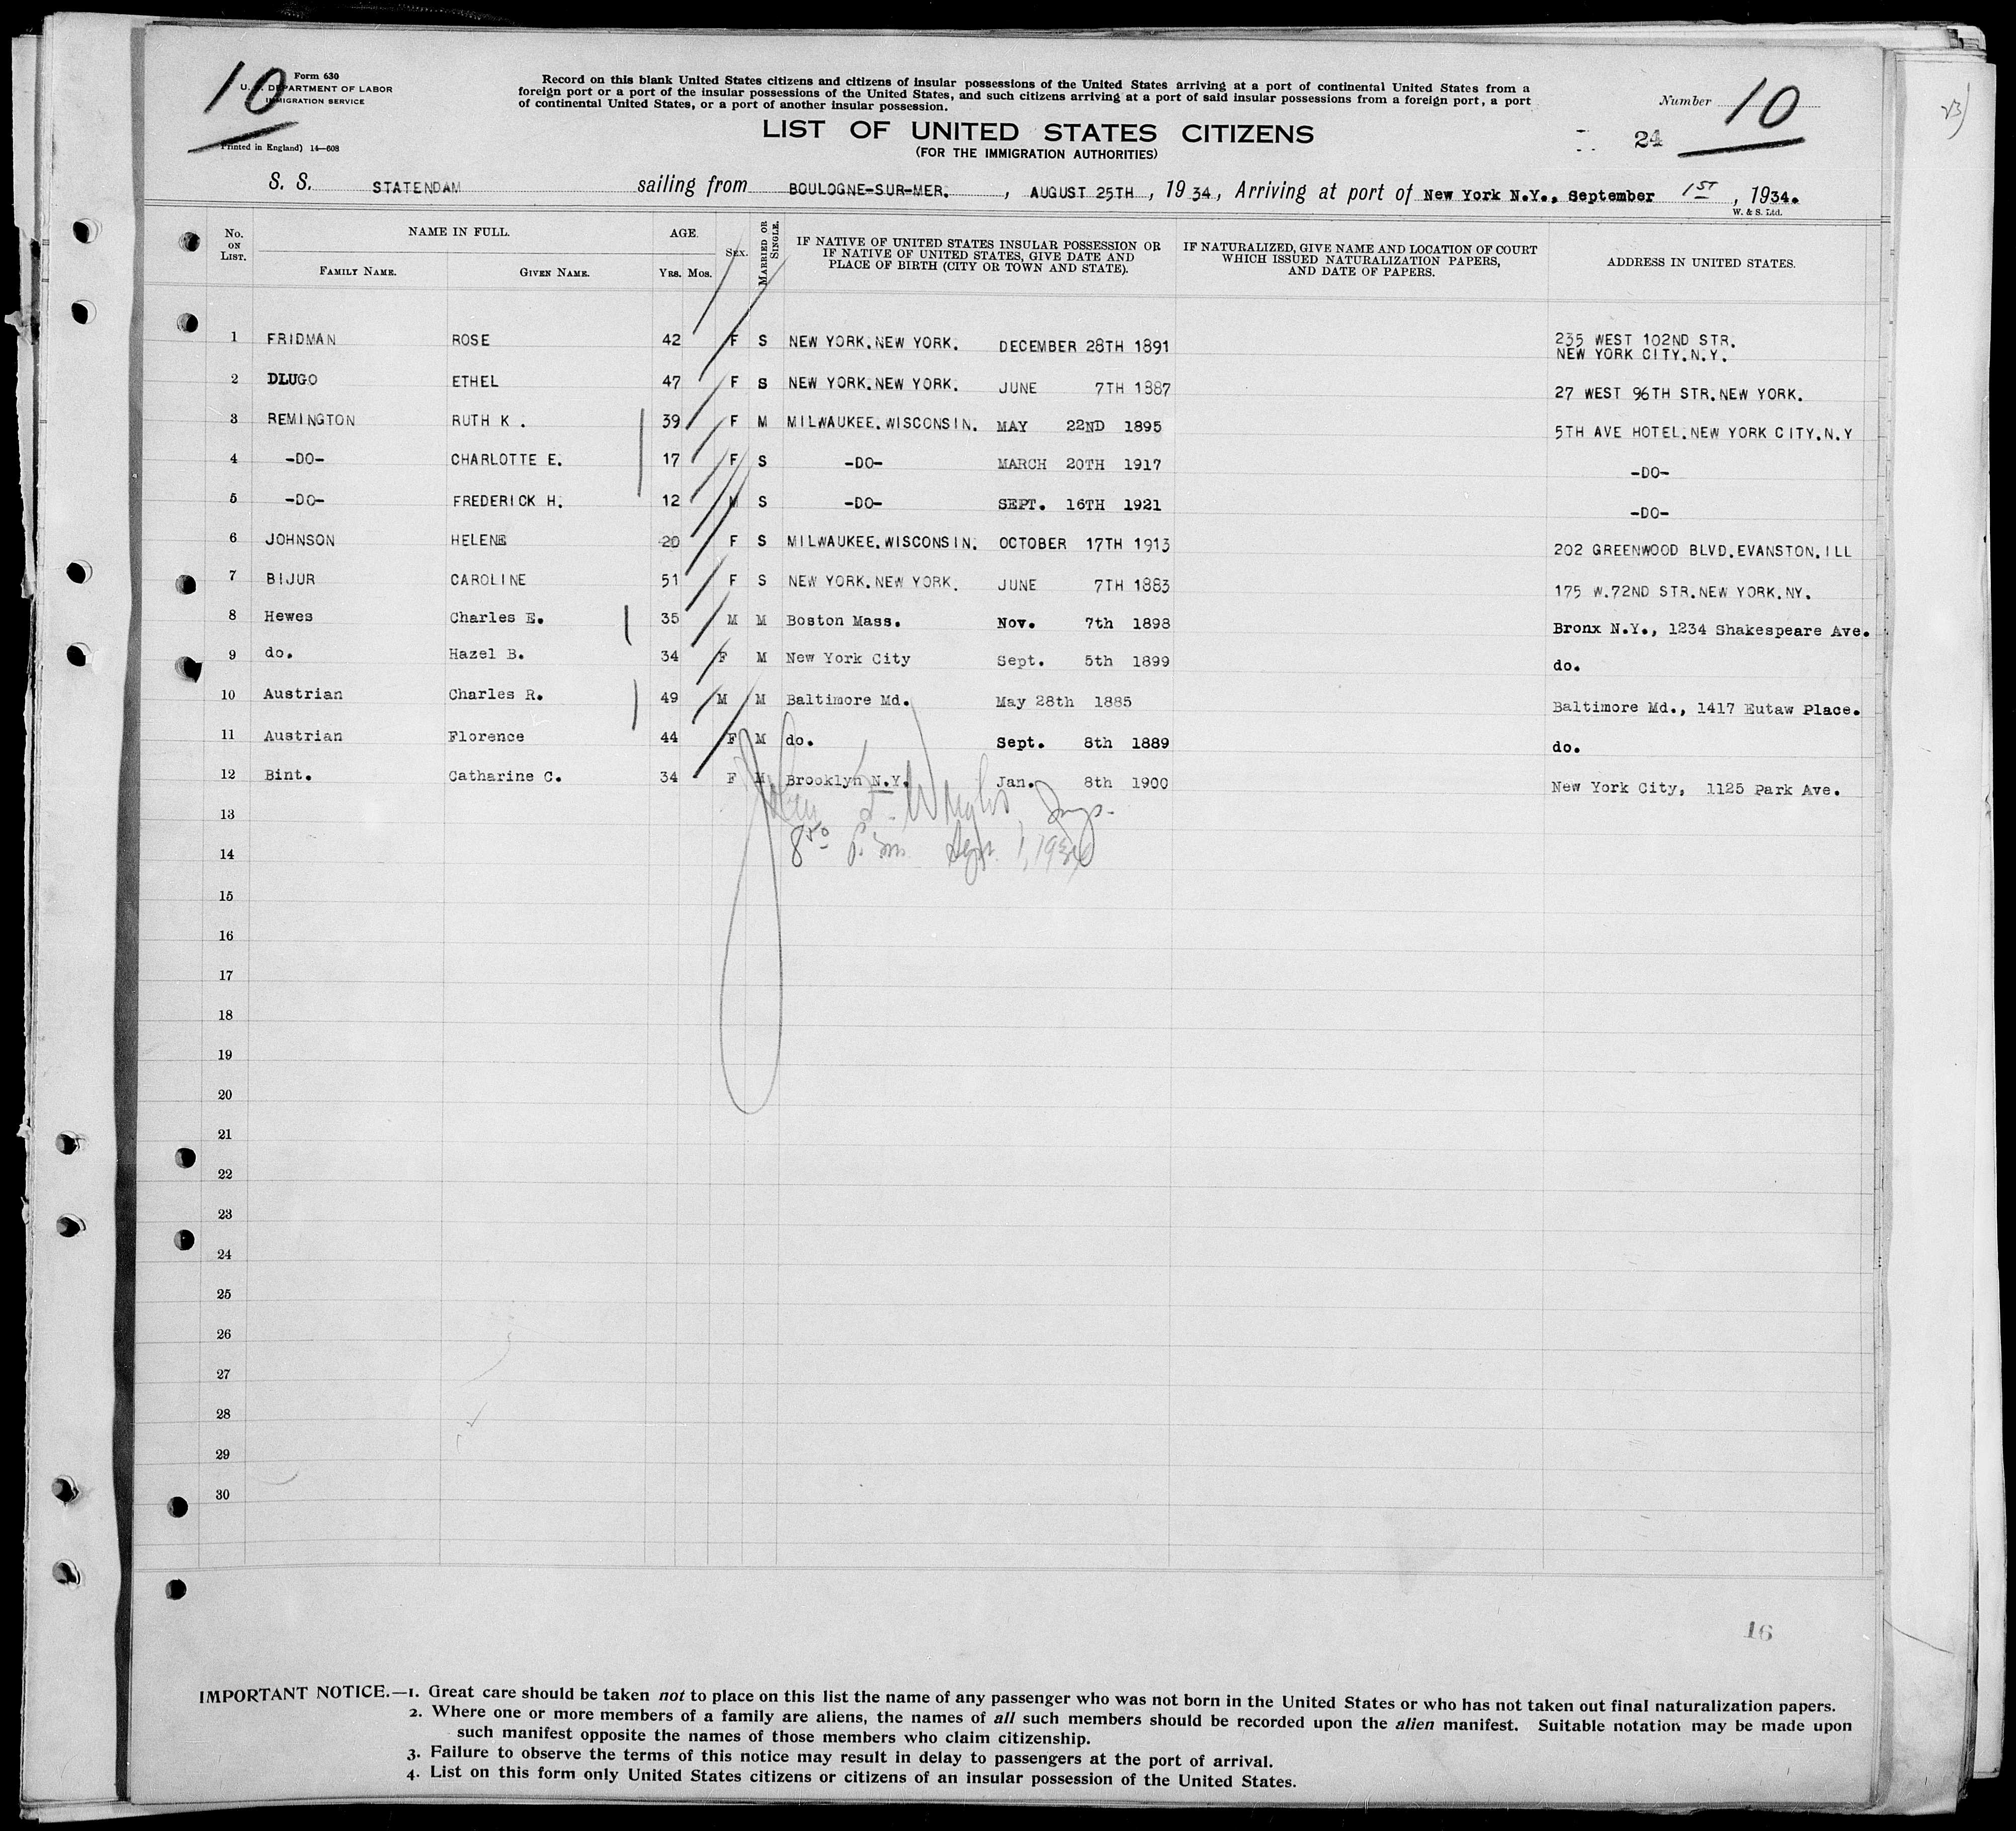 10
Form 630
U.S. DEPARTMENT OF LABOR
IMMIGRATION SERVICE
Printed in England) 14—608
Record on this blank United States citizens and citizens of insular possessions of the United States arriving at a port of continental United States from a
foreign port or a port of the insular possessions of the United States, and such citizens arriving at a port of said insular possessions from a foreign port, a port
of continental United States, or a port of another insular possession.
Number 10
LIST OF UNITED STATES CITIZENS
(FOR THE IMMIGRATION AUTHORITIES)
24
S. S. STATENDAM sailing from BOULOGNE-SUR-MER. , AUGUST 25TH , 19 34 , Arriving at port of New York N.Y., September 1ST , 1934.
W. & S. Ltd.
No. ON LIST. NAME IN FULL. AGE. SEX. MARRIED OR SINGLE. IF NATIVE OF UNITED STATES INSULAR POSSESSION OR IF NATIVE OF UNITED STATES, GIVE DATE AND PLACE OF BIRTH (CITY OR TOWN AND STATE). IF NATURALIZED, GIVE NAME AND LOCATION OF COURT WHICH ISSUED NATURALIZATION PAPERS, AND DATE OF PAPERS. ADDRESS IN UNITED STATES.
FAMILY NAME. GIVEN NAME. YRS. MOS.
1 FRIDMAN ROSE 42 F S NEW YORK.NEW YORK. DECEMBER 28TH 1891 235 WEST 102ND STR.
NEW YORK CITY.N.Y.
2 DLUGO ETHEL 47 F S NEW YORK.NEW YORK. JUNE 7TH 1887 27 WEST 96TH STR.NEW YORK.
3 REMINGTON RUTH K . 39 F M MILWAUKEE.WISCONSIN. MAY 22ND 1895 5TH AVE HOTEL.NEW YORK CITY.N.Y
4 -DO- CHARLOTTE E. 17 F S -DO- MARCH 20TH 1917 -DO-
5 -DO- FREDERICK H. 12 M S -DO- SEPT. 16TH 1921 -DO-
6 JOHNSON HELENE 20 F S MILWAUKEE.WISCONSIN. OCTOBER 17TH 1913 202 GREENWOOD BLVD.EVANSTON.ILL
7 BIJUR CAROLINE 51 F S NEW YORK.NEW YORK. JUNE 7TH 1883 175 W.72ND STR.NEW YORK.NY.
8 Hewes Charles E. 35 M M Boston Mass. Nov. 7th 1898 Bronx N.Y., 1234 Shakespeare Ave.
9 do. Hazel B. 34 F M New York City Sept. 5th 1899 do.
10 Austrian Charles R. 49 M M Baltimore Md. May 28th 1885 Baltimore Md., 1417 Eutaw Place.
11 Austrian Florence 44 F M do. Sept. 8th 1889 do.
12 Bint. Catharine C. 34 F M Brooklyn N.Y. Jan. 8th 1900 New York City, 1125 Park Ave.
13
8 50 P.m. Sept. 1, 1934
14
15
16
17
18
19
20
21
22
23
24
25
26
27
28
29
30
16
IMPORTANT NOTICE.—1. Great care should be taken not to place on this list the name of any passenger who was not born in the United States or who has not taken out final naturalization papers.
2. Where one or more members of a family are aliens, the names of all such members should be recorded upon the alien manifest. Suitable notation may be made upon
such manifest opposite the names of those members who claim citizenship.
3. Failure to observe the terms of this notice may result in delay to passengers at the port of arrival.
4. List on this form only United States citizens or citizens of an insular possession of the United States.